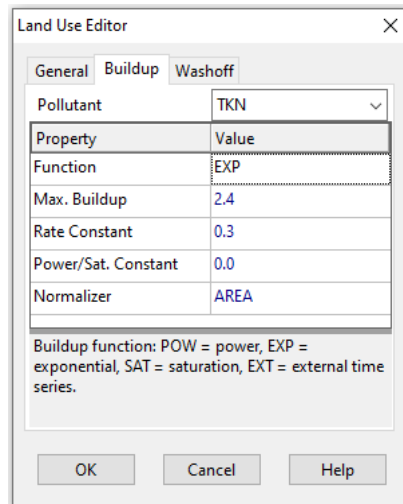 Land Use Editor
General Buildup Washoff
Pollutant TKN
Property Value
Function EXP
Max. Buildup 2.4
Rate Constant 0.3
Power/Sat. Constant 0.0
Normalizer AREA
Buildup function: POW = power, EXP =
exponential, SAT = saturation, EXT = external time
series.
OK Cancel Help